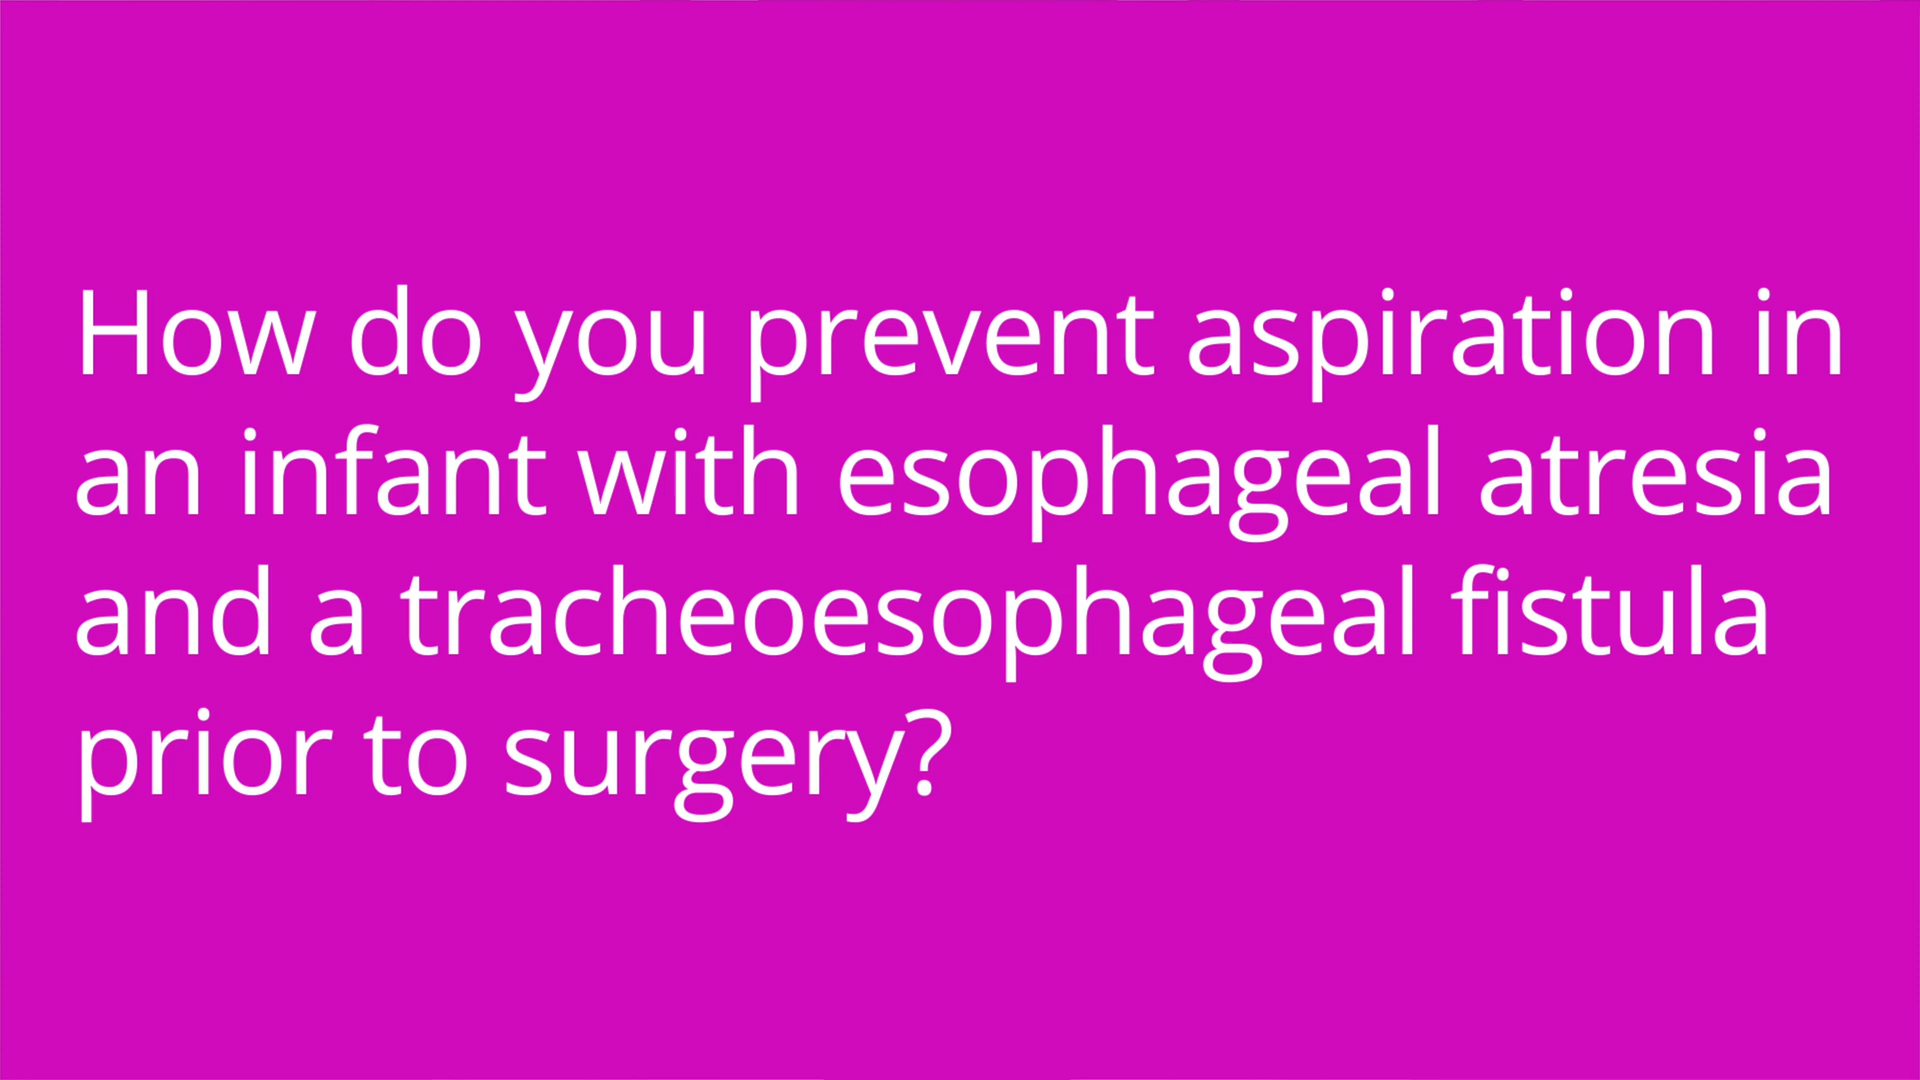 How do you prevent aspiration in
an infant with esophageal atresia
and a tracheoesophageal fistula
prior to surgery?